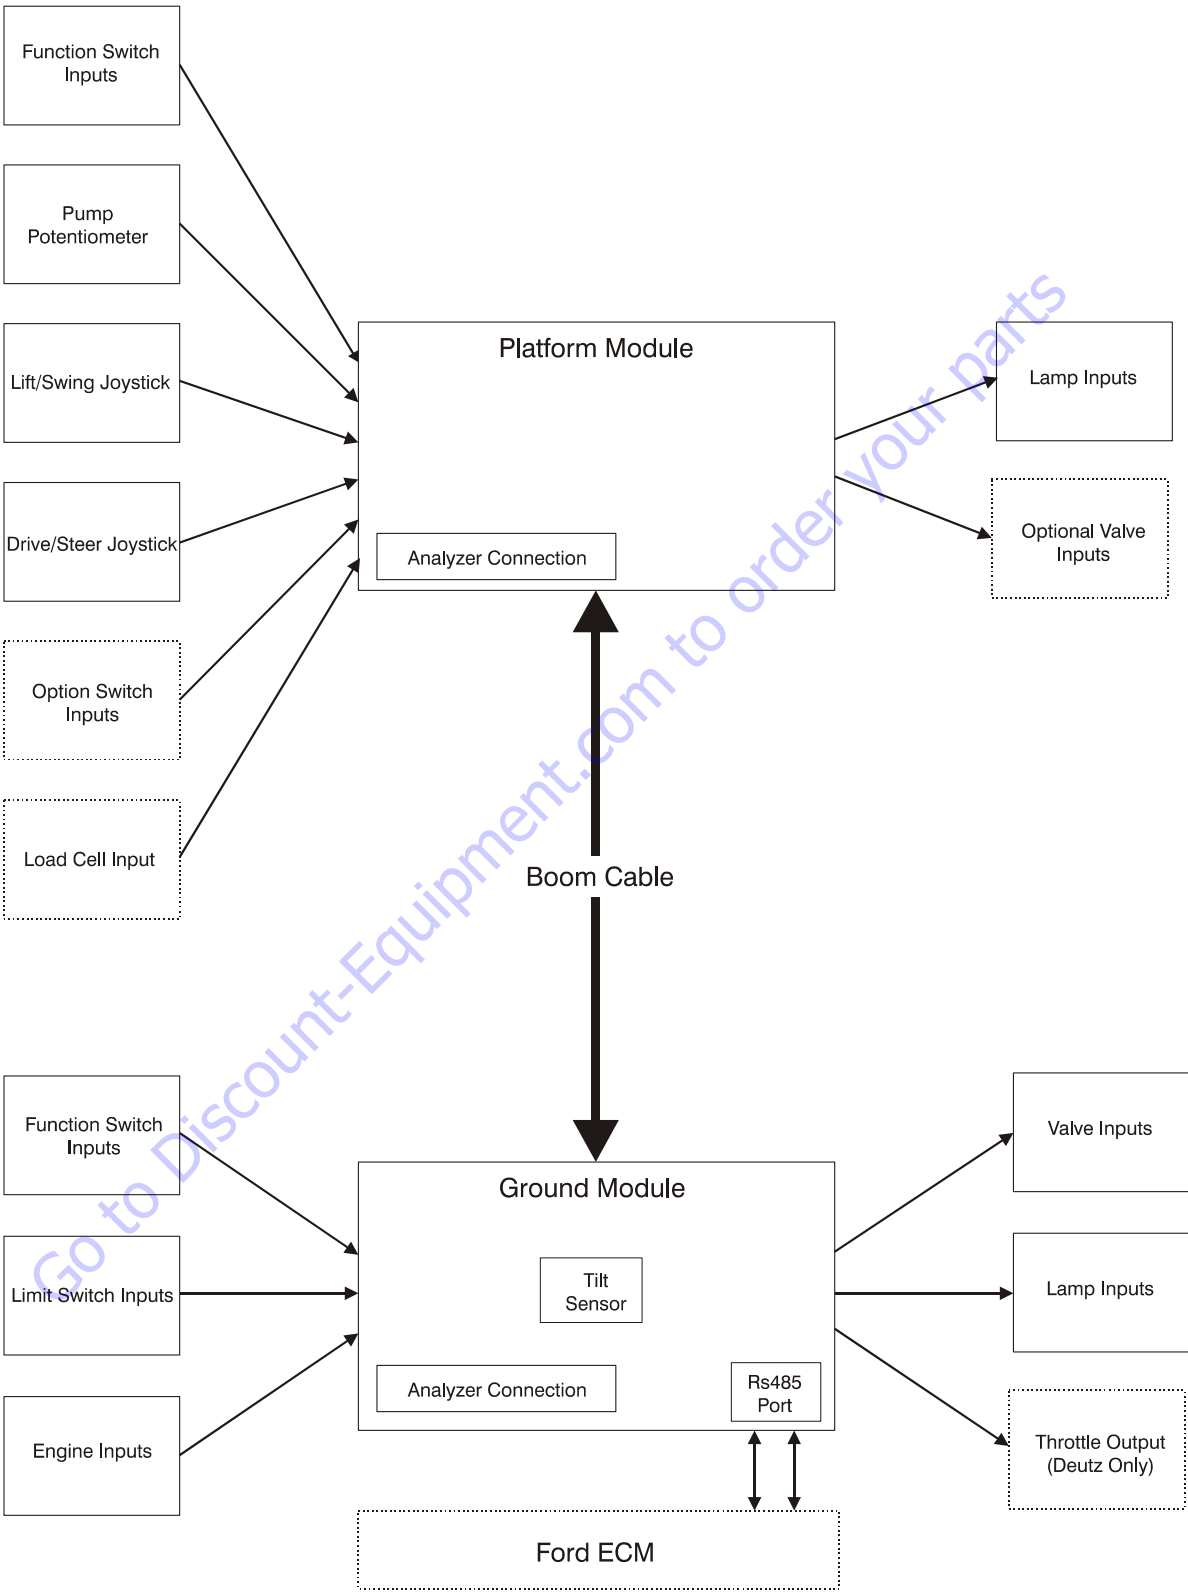 Function Switch
Inputs
Pump
Potentiometer
Lift/Swing Joystick
Drive/Steer Joystick
Option Switch
Inputs
Load Cell Input
Platform Module
Analyzer Connection
Lamp Inputs
Optional Valve
Inputs
Boom Cable
Function Switch
Inputs
Limit Switch Inputs
Engine Inputs
Ground Module
Tilt
Sensor
Analyzer Connection
Rs485
Port
Valve Inputs
Lamp Inputs
Throttle Output
(Deutz Only)
Ford ECM
Go to Discount-Equipment.com to order your parts